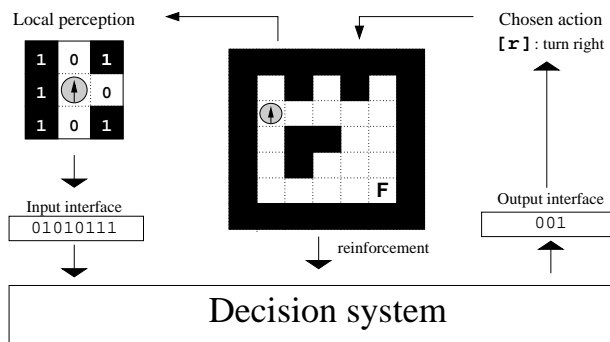 Local perception
1 0 1
1 0
1 0 1
Input interface
01010111
F
reinforcement
Chosen action
[r] : turn right
Output interface
001
Decision system